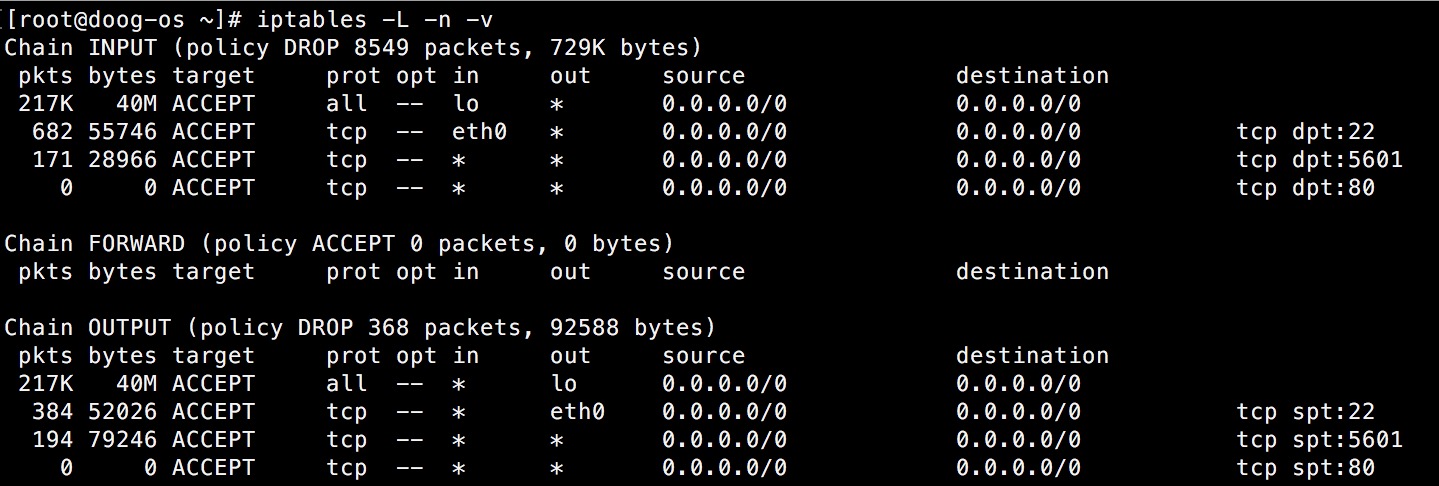 [[root@doog-os ~]# iptables -L -n -v
Chain INPUT (policy DROP 8549 packets, 729K bytes)
 pkts bytes target     prot opt in     out     source               destination
 217K   40M ACCEPT     all  --  lo     *       0.0.0.0/0            0.0.0.0/0
  682 55746 ACCEPT     tcp  --  eth0   *       0.0.0.0/0            0.0.0.0/0           tcp dpt:22
  171 28966 ACCEPT     tcp  --  *      *       0.0.0.0/0            0.0.0.0/0           tcp dpt:5601
    0     0 ACCEPT     tcp  --  *      *       0.0.0.0/0            0.0.0.0/0           tcp dpt:80

Chain FORWARD (policy ACCEPT 0 packets, 0 bytes)
 pkts bytes target     prot opt in     out     source               destination

Chain OUTPUT (policy DROP 368 packets, 92588 bytes)
 pkts bytes target     prot opt in     out     source               destination
 217K   40M ACCEPT     all  --  *      lo      0.0.0.0/0            0.0.0.0/0
  384 52026 ACCEPT     tcp  --  *      eth0    0.0.0.0/0            0.0.0.0/0           tcp spt:22
  194 79246 ACCEPT     tcp  --  *      *       0.0.0.0/0            0.0.0.0/0           tcp spt:5601
    0     0 ACCEPT     tcp  --  *      *       0.0.0.0/0            0.0.0.0/0           tcp spt:80